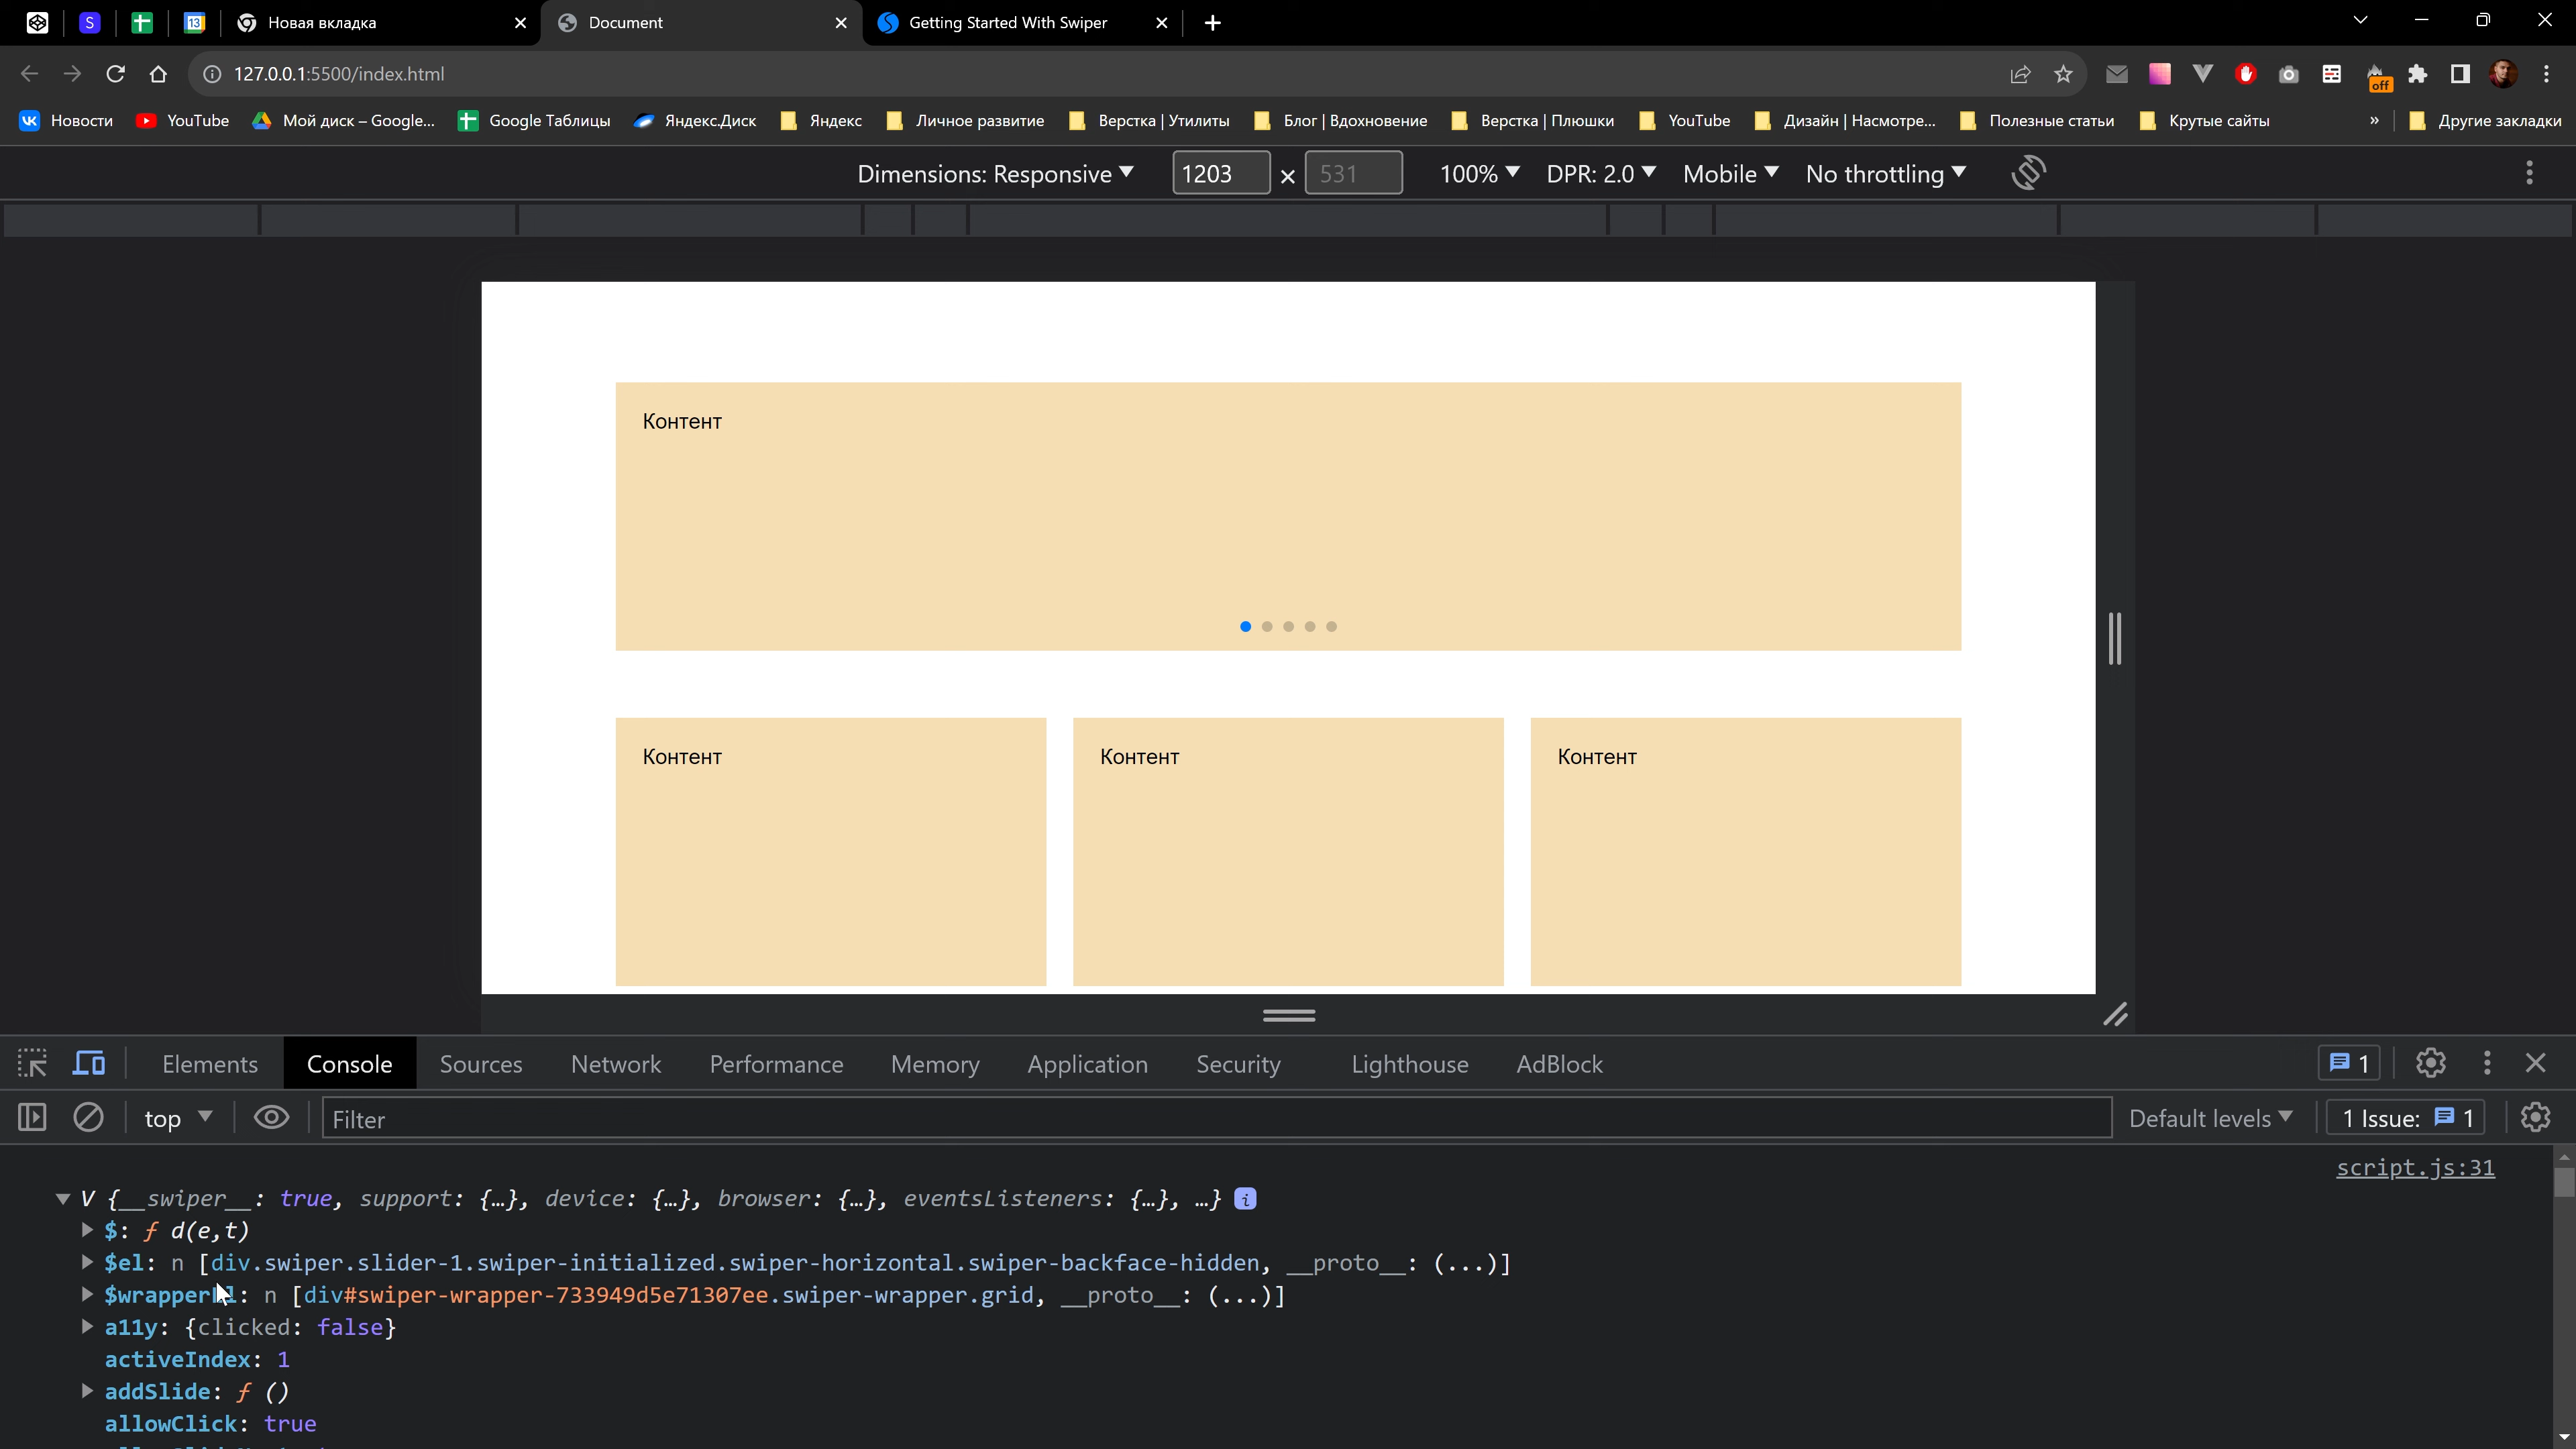 S
13
Новая вкладка
Document
Getting Started With Swiper
127.0.0.1:5500/index.html
off
Новости
YouTube
Мой диск – Google...
Google Таблицы
Яндекс.Диск
Яндекс
Личное развитие
Верстка | Утилиты
Блог | Вдохновение
Верстка | Плюшки
YouTube
Дизайн | Насмотре...
Полезные статьи
Крутые сайты
»
Другие закладки
Dimensions: Responsive
1203 × 531
100%
DPR: 2.0
Mobile
No throttling
Контент
Контент
Контент
Контент
Elements
Console
Sources
Network
Performance
Memory
Application
Security
Lighthouse
AdBlock
1
top
Filter
Default levels
1 Issue: 1
script.js:31
V {__swiper__: true, support: {…}, device: {…}, browser: {…}, eventsListeners: {…}, …} i
$: ƒ d(e,t)
$el: n [div.swiper.slider-1.swiper-initialized.swiper-horizontal.swiper-backface-hidden, __proto__: (...)]
$wrapperEl: n [div#swiper-wrapper-733949d5e71307ee.swiper-wrapper.grid, __proto__: (...)]
a11y: {clicked: false}
activeIndex: 1
addSlide: ƒ ()
allowClick: true